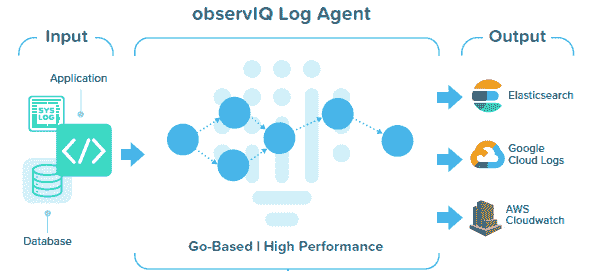 observIQ Log Agent
Input
Output
Application
SYS
LOG
</>
Database
Go-Based | High Performance
Elasticsearch
Google
Cloud Logs
AWS
Cloudwatch